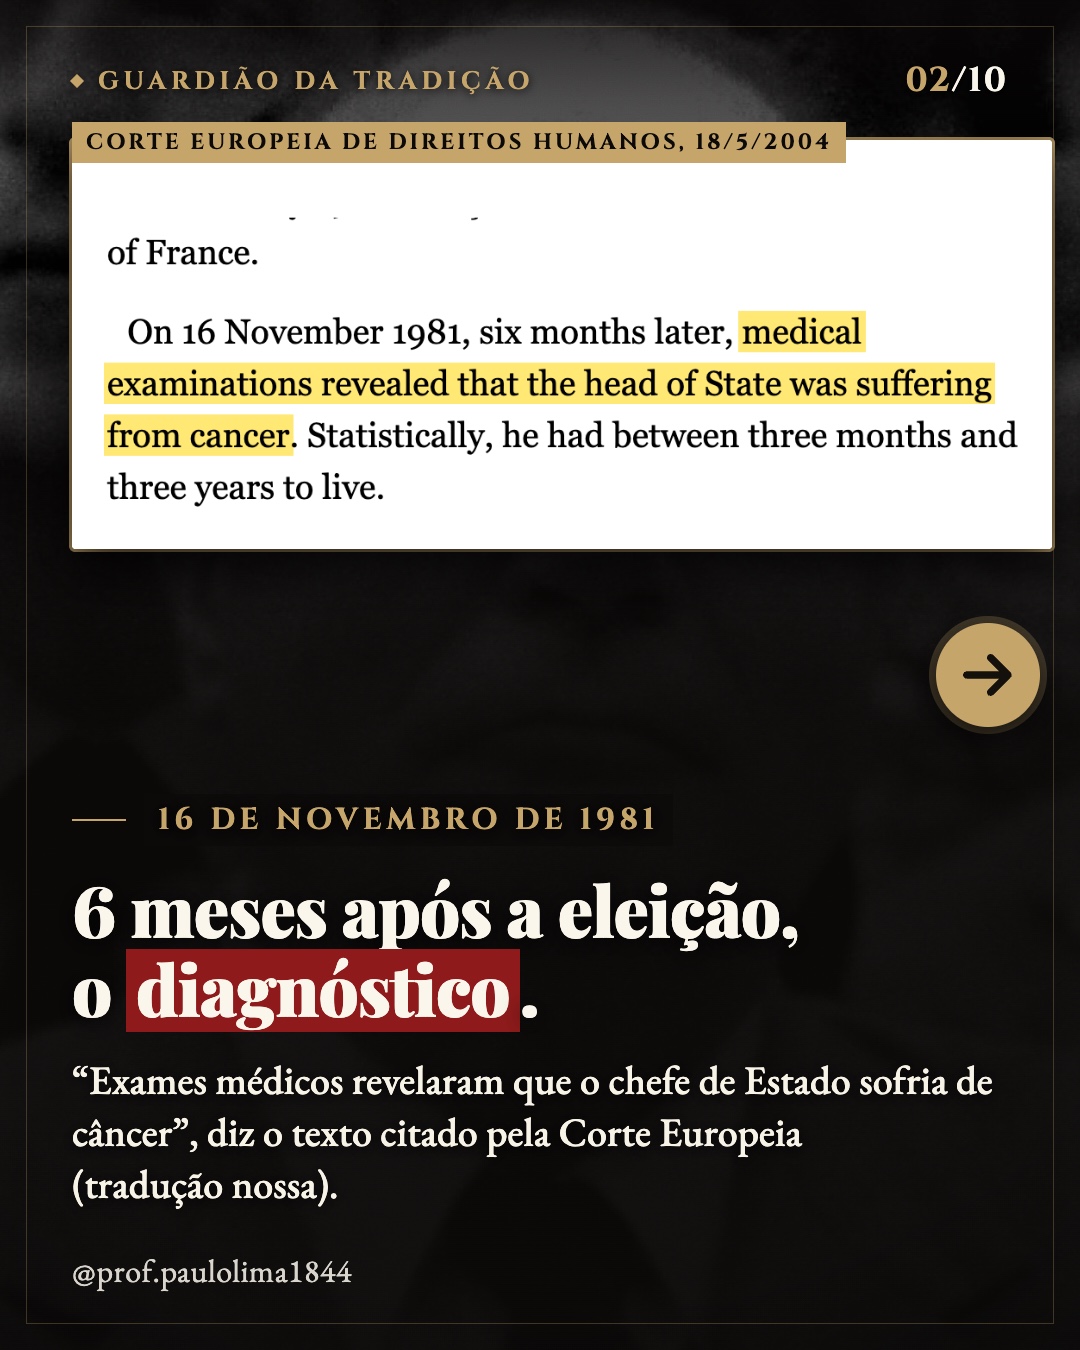 GUARDIÃO DA TRADIÇÃO
02/10
CORTE EUROPEIA DE DIREITOS HUMANOS, 18/5/2004
of France.
On 16 November 1981, six months later, medical
examinations revealed that the head of State was suffering
from cancer. Statistically, he had between three months and
three years to live.
16 DE NOVEMBRO DE 1981
6 meses após a eleição,
o diagnóstico.
“Exames médicos revelaram que o chefe de Estado sofria de
câncer”, diz o texto citado pela Corte Europeia
(tradução nossa).
@prof.paulolima1844